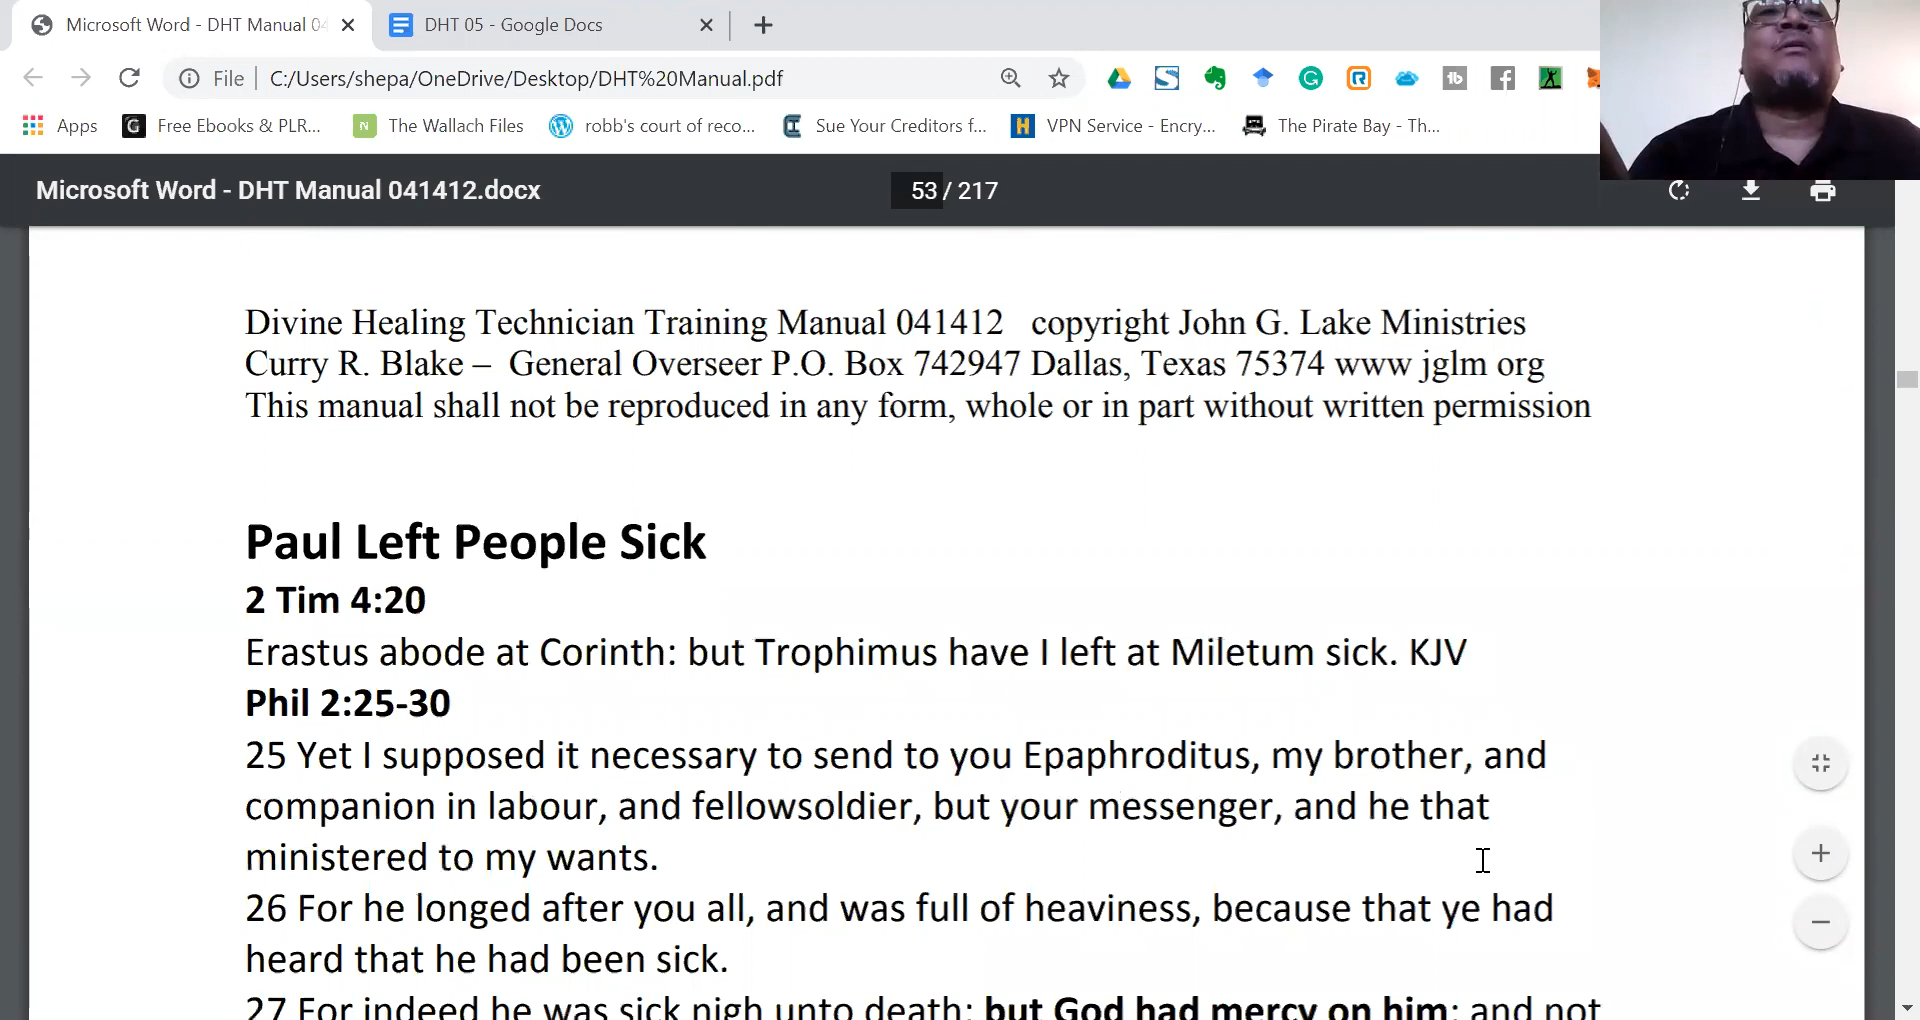 Microsoft Word - DHT Manual 04
DHT 05 - Google Docs
File
C:/Users/shepa/OneDrive/Desktop/DHT%20Manual.pdf
Apps
Free Ebooks & PLR...
The Wallach Files
robb's court of reco...
Sue Your Creditors f...
VPN Service - Encry...
The Pirate Bay - Th...
Microsoft Word - DHT Manual 041412.docx
53 / 217
Divine Healing Technician Training Manual 041412 copyright John G. Lake Ministries
Curry R. Blake – General Overseer P.O. Box 742947 Dallas, Texas 75374 www jglm org
This manual shall not be reproduced in any form, whole or in part without written permission
Paul Left People Sick
2 Tim 4:20
Erastus abode at Corinth: but Trophimus have I left at Miletum sick. KJV
Phil 2:25-30
25 Yet I supposed it necessary to send to you Epaphroditus, my brother, and
companion in labour, and fellowsoldier, but your messenger, and he that
ministered to my wants.
26 For he longed after you all, and was full of heaviness, because that ye had
heard that he had been sick.
27 For indeed he was sick nigh unto death: but God had mercy on him; and not